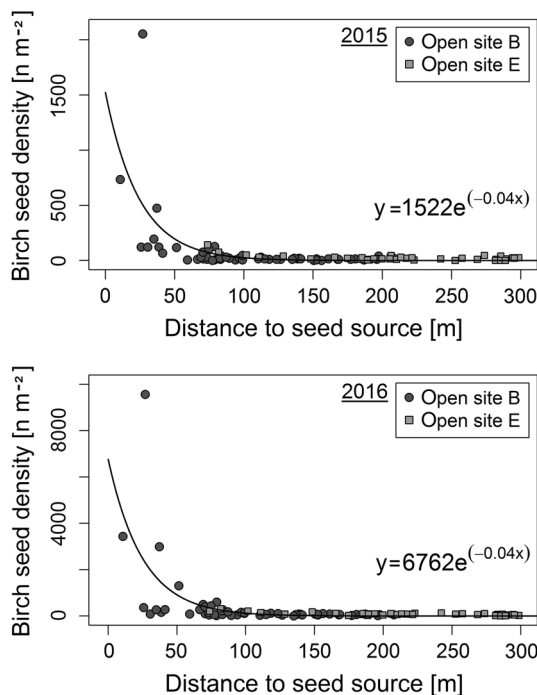 2015
Open site B
Open site E
Birch seed density [n m⁻²]
1500
500
0
y=1522e^(−0.04x)
0 50 100 150 200 250 300
Distance to seed source [m]
2016
Open site B
Open site E
Birch seed density [n m⁻²]
8000
4000
0
y=6762e^(−0.04x)
0 50 100 150 200 250 300
Distance to seed source [m]